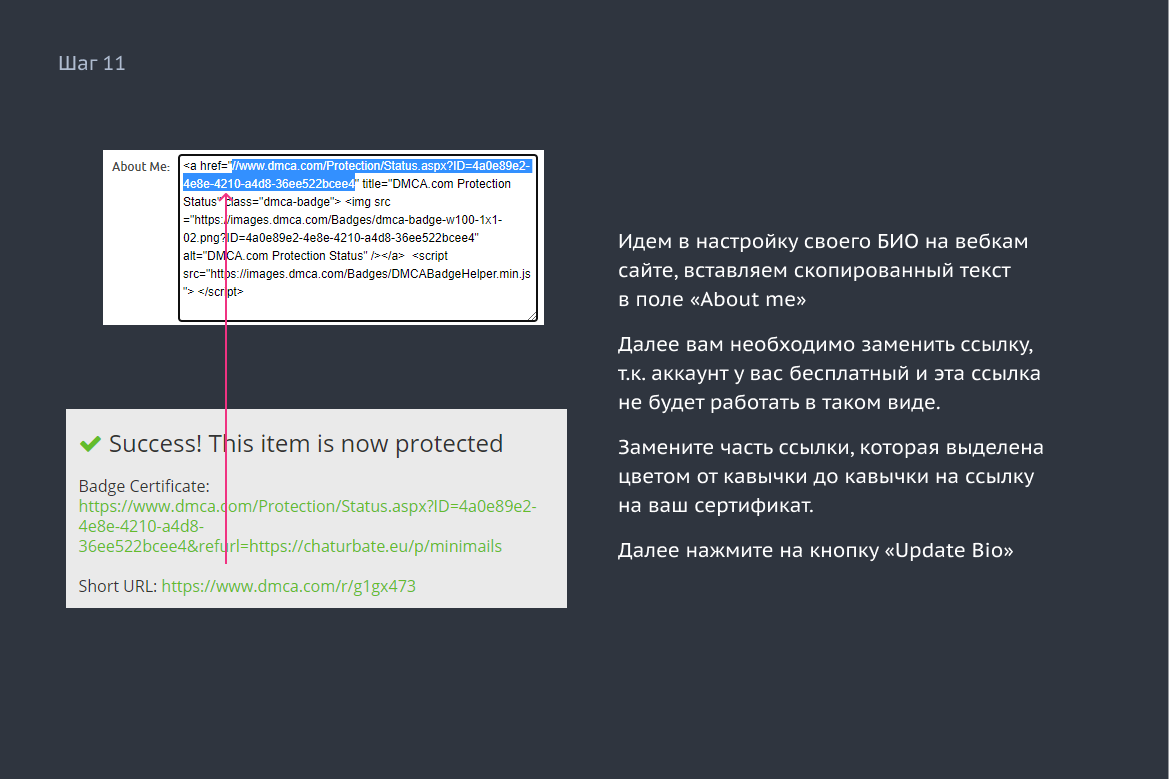 Шаг 11
About Me:
<a href="//www.dmca.com/Protection/Status.aspx?ID=4a0e89e2-
4e8e-4210-a4d8-36ee522bcee4" title="DMCA.com Protection
Status" class="dmca-badge"> <img src
="https://images.dmca.com/Badges/dmca-badge-w100-1x1-
02.png?ID=4a0e89e2-4e8e-4210-a4d8-36ee522bcee4"
alt="DMCA.com Protection Status" /></a>  <script
src="https://images.dmca.com/Badges/DMCABadgeHelper.min.js
"> </script>
Success! This item is now protected
Badge Certificate:
https://www.dmca.com/Protection/Status.aspx?ID=4a0e89e2-
4e8e-4210-a4d8-
36ee522bcee4&refurl=https://chaturbate.eu/p/minimails
Short URL: https://www.dmca.com/r/g1gx473
Идем в настройку своего БИО на вебкам
сайте, вставляем скопированный текст
в поле «About me»
Далее вам необходимо заменить ссылку,
т.к. аккаунт у вас бесплатный и эта ссылка
не будет работать в таком виде.
Замените часть ссылки, которая выделена
цветом от кавычки до кавычки на ссылку
на ваш сертификат.
Далее нажмите на кнопку «Update Bio»